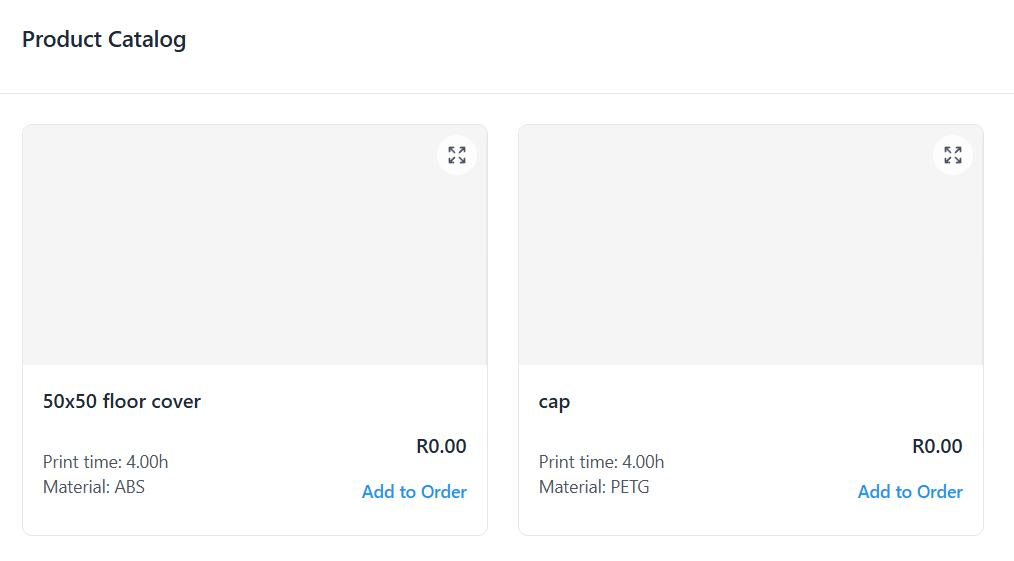 Product Catalog
50x50 floor cover
R0.00
Print time: 4.00h
Material: ABS
Add to Order
cap
R0.00
Print time: 4.00h
Material: PETG
Add to Order